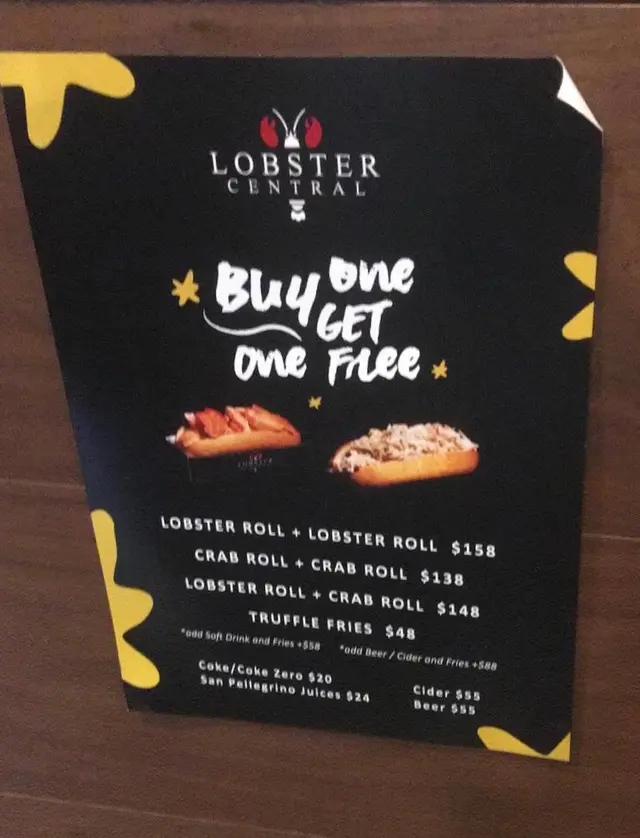 LOBSTER
CENTRAL
BUY one
GET
one FREE
LOBSTER ROLL + LOBSTER ROLL $158
CRAB ROLL + CRAB ROLL $138
LOBSTER ROLL + CRAB ROLL $148
TRUFFLE FRIES $48
*add Soft Drink and Fries +$58 *add Beer / Cider and Fries +$88
Coke/Coke Zero $20
San Pellegrino Juices $24
Cider $55
Beer $55